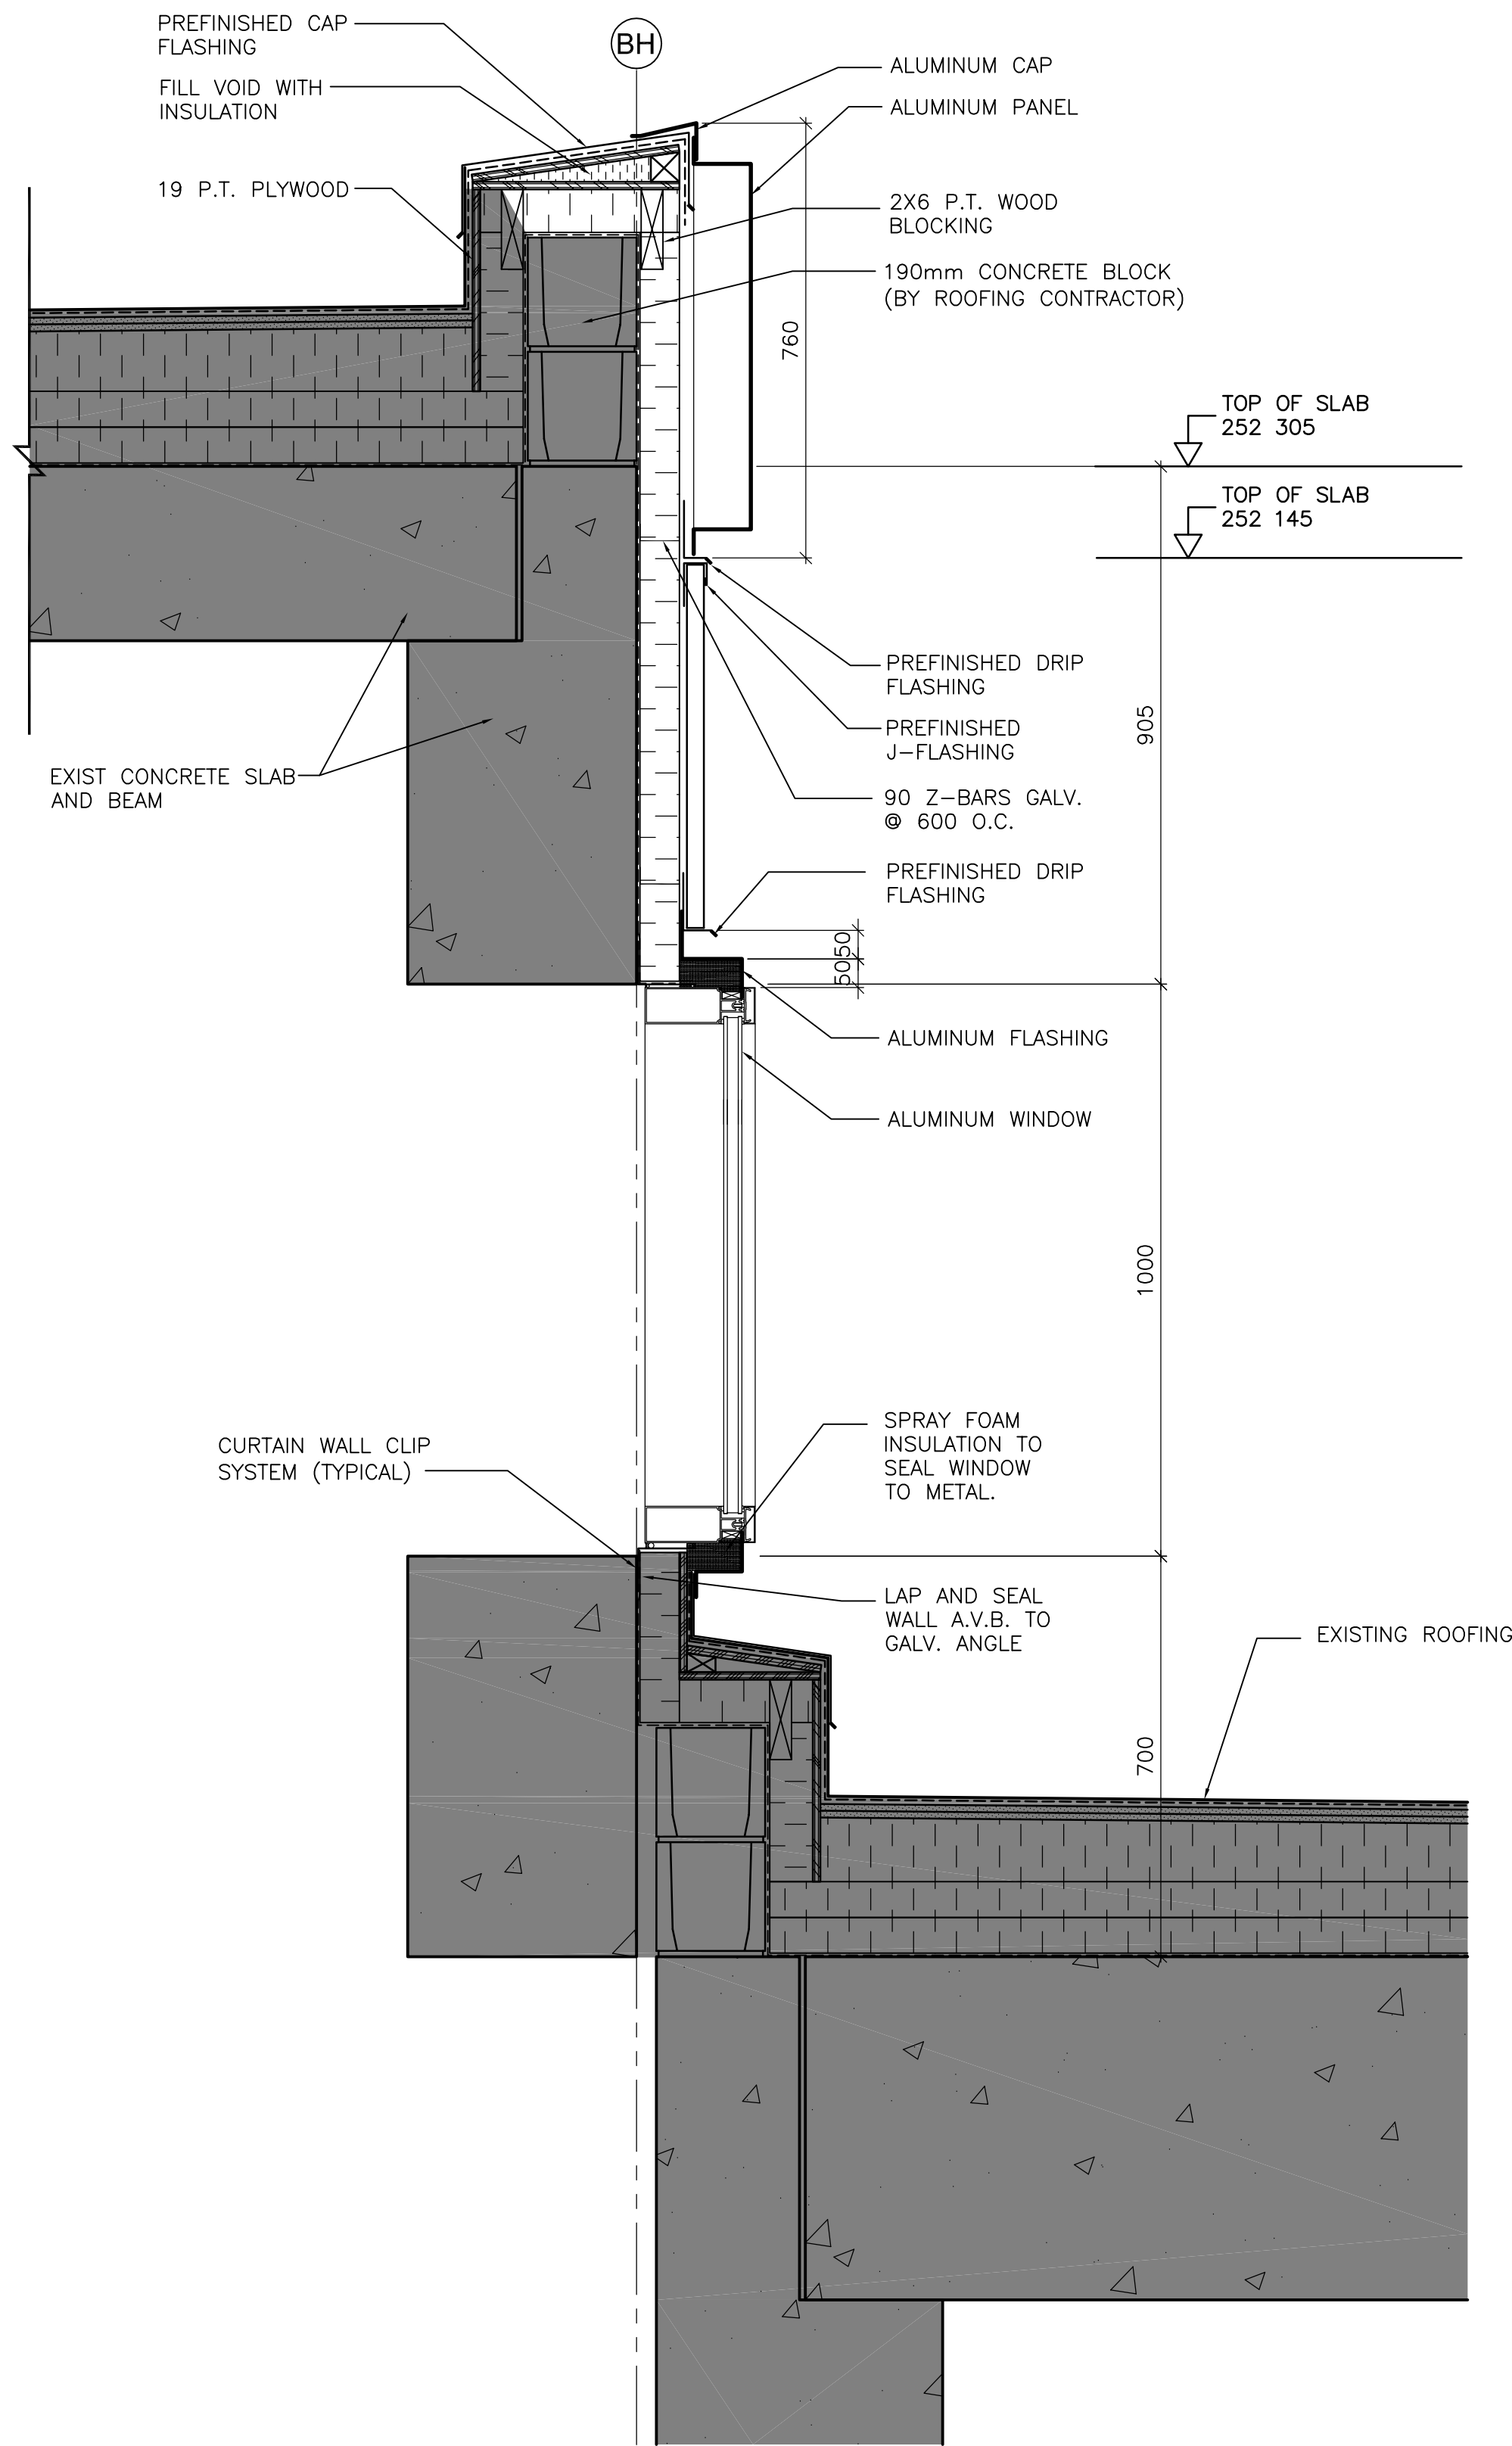 PREFINISHED CAP
FLASHING
BH
ALUMINUM CAP
FILL VOID WITH
INSULATION
ALUMINUM PANEL
19 P.T. PLYWOOD
2X6 P.T. WOOD
BLOCKING
190mm CONCRETE BLOCK
(BY ROOFING CONTRACTOR)
760
TOP OF SLAB
252 305
TOP OF SLAB
252 145
PREFINISHED DRIP
FLASHING
PREFINISHED
J-FLASHING
905
EXIST CONCRETE SLAB
AND BEAM
90 Z-BARS GALV.
@ 600 O.C.
PREFINISHED DRIP
FLASHING
50
50
ALUMINUM FLASHING
ALUMINUM WINDOW
1000
CURTAIN WALL CLIP
SYSTEM (TYPICAL)
SPRAY FOAM
INSULATION TO
SEAL WINDOW
TO METAL.
LAP AND SEAL
WALL A.V.B. TO
GALV. ANGLE
EXISTING ROOFING
700